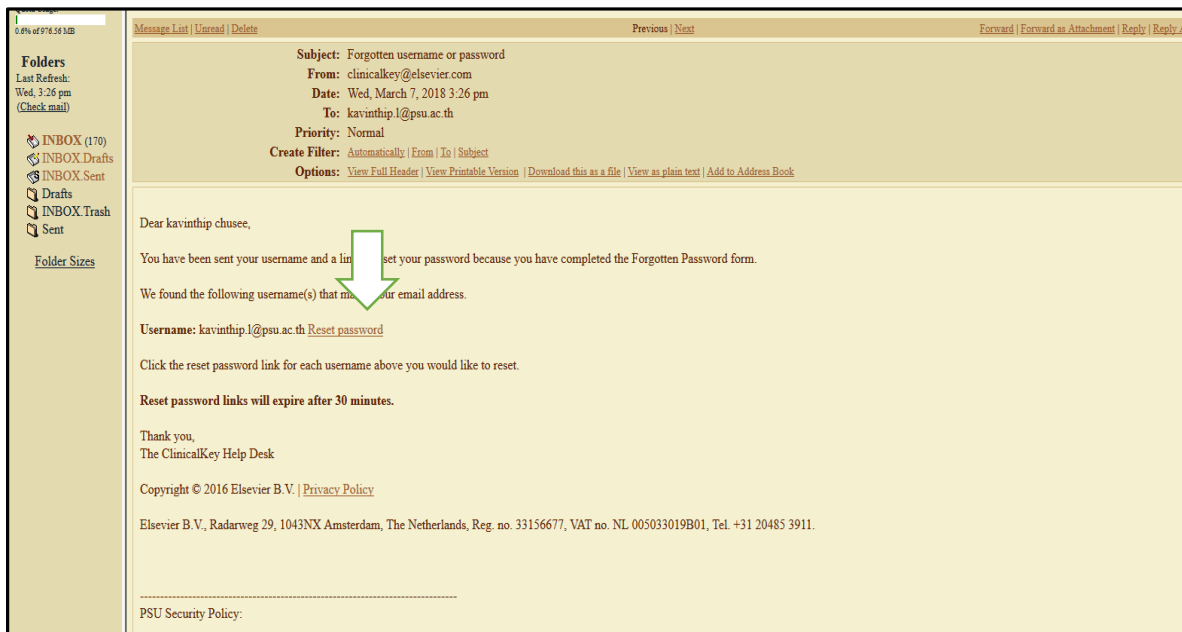 0.6% of 976.56 MB
Folders
Last Refresh:
Wed, 3:26 pm
(Check mail)
INBOX (170)
INBOX.Drafts
INBOX.Sent
Drafts
INBOX.Trash
Sent
Folder Sizes
Message List | Unread | Delete Previous | Next Forward | Forward as Attachment | Reply | Reply
Subject: Forgotten username or password
From: clinicalkey@elsevier.com
Date: Wed, March 7, 2018 3:26 pm
To: kavinthip.l@psu.ac.th
Priority: Normal
Create Filter: Automatically | From | To | Subject
Options: View Full Header | View Printable Version | Download this as a file | View as plain text | Add to Address Book
Dear kavinthip chusee,
You have been sent your username and a set your password because you have completed the Forgotten Password form.
We found the following username(s) that email address.
Username: kavinthip.l@psu.ac.th Reset password
Click the reset password link for each username above you would like to reset.
Reset password links will expire after 30 minutes.
Thank you,
The ClinicalKey Help Desk
Copyright © 2016 Elsevier B.V. | Privacy Policy
Elsevier B.V., Radarweg 29, 1043NX Amsterdam, The Netherlands, Reg. no. 33156677, VAT no. NL 005033019B01, Tel. +31 20485 3911.
PSU Security Policy: